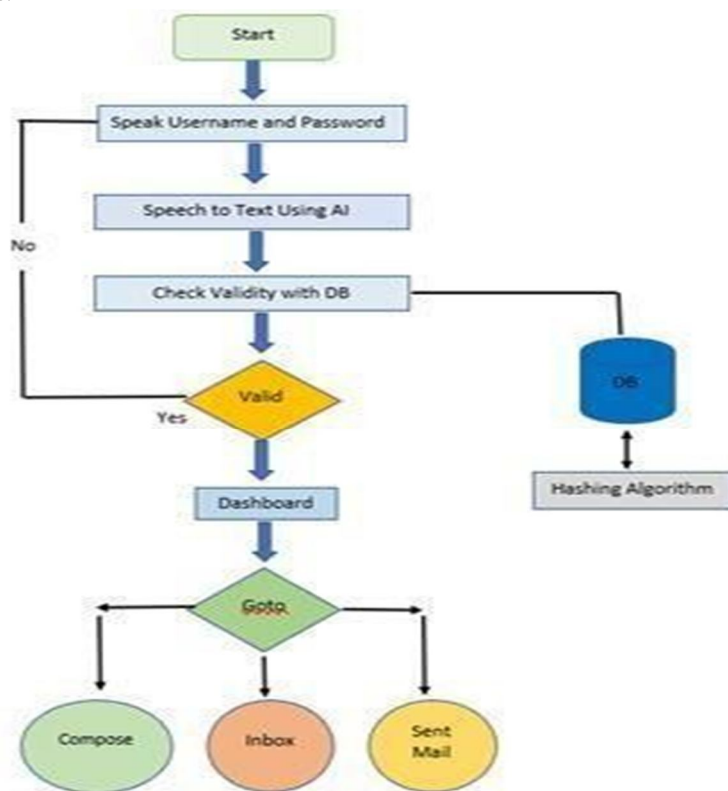 Start
Speak Username and Password
Speech to Text Using AI
No
Check Validity with DB
DB
Valid
Yes
Hashing Algorithm
Dashboard
Goto
Compose
Inbox
Sent
Mail